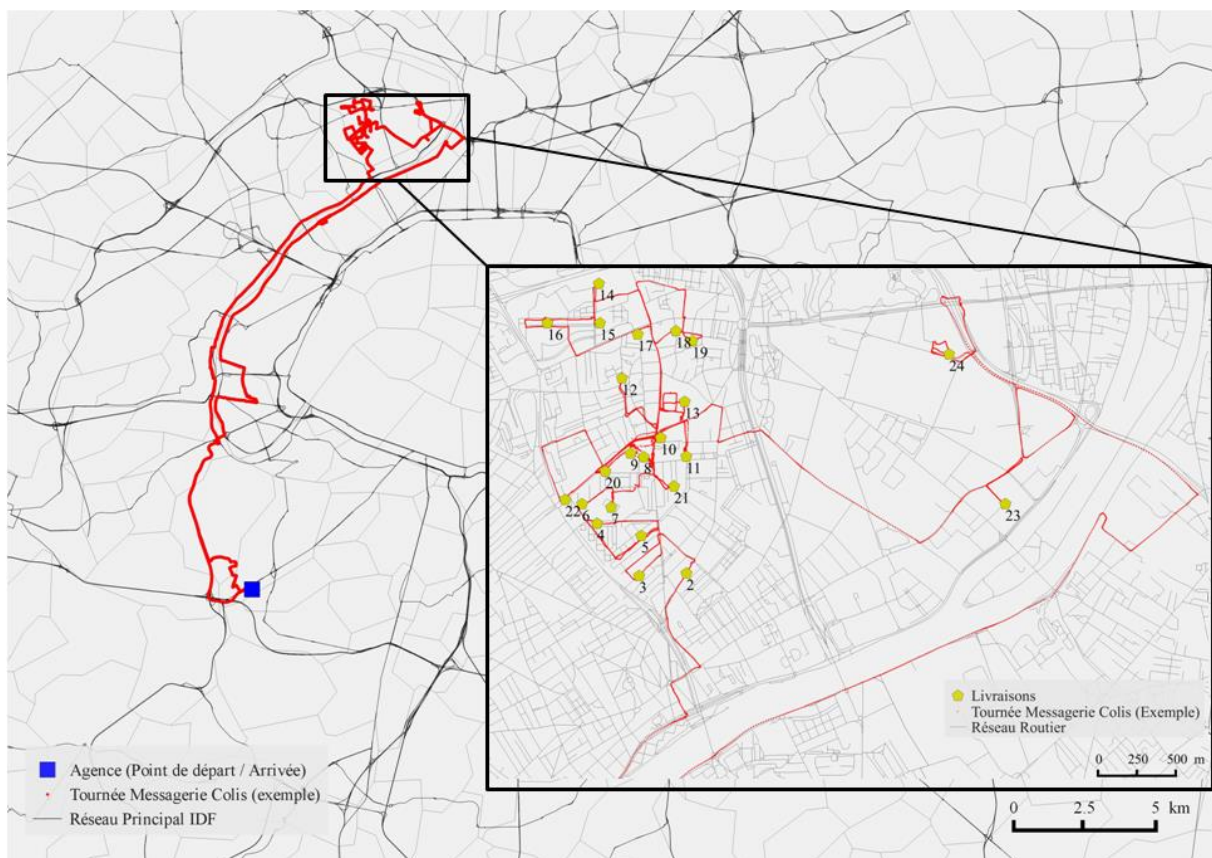 14
16
15
17
18
19
24
12
13
10
9
8
11
20
21
22
6
7
23
4
5
3
2
Livraisons
Tournée Messagerie Colis (Exemple)
Réseau Routier
0 250 500 m
Agence (Point de départ / Arrivée)
Tournée Messagerie Colis (exemple)
Réseau Principal IDF
0 2.5 5 km